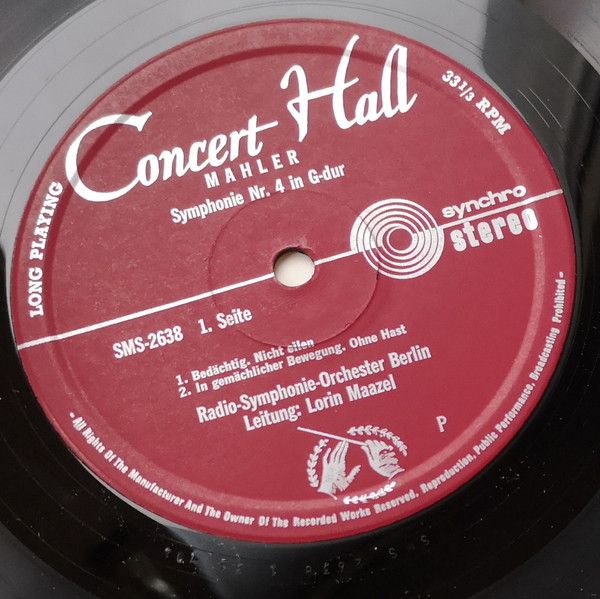 Concert Hall
MAHLER
Symphonie Nr. 4 in G-dur
LONG PLAYING
33 1/3 RPM
synchro
stereo
SMS-2638 1. Seite
1. Bedächtig. Nicht eilen
2. In gemächlicher Bewegung. Ohne Hast
Radio-Symphonie-Orchester Berlin
Leitung: Lorin Maazel
P
- All Rights Of The Manufacturer And The Owner Of The Recorded Works Reserved. Reproduction, Public Performance, Broadcasting Prohibited -